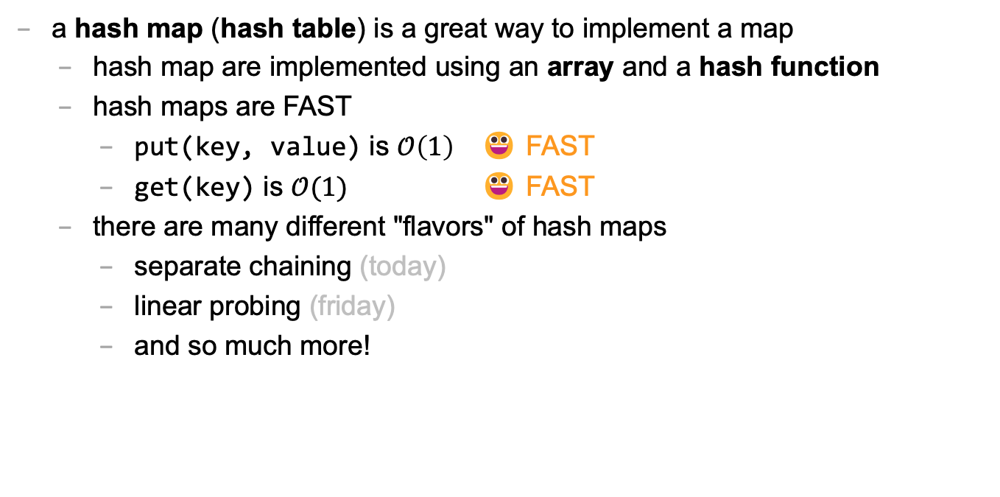 – a hash map (hash table) is a great way to implement a map
– hash map are implemented using an array and a hash function
– hash maps are FAST
– put(key, value) is 𝒪(1) 😀 FAST
– get(key) is 𝒪(1) 😀 FAST
– there are many different "flavors" of hash maps
– separate chaining (today)
– linear probing (friday)
– and so much more!